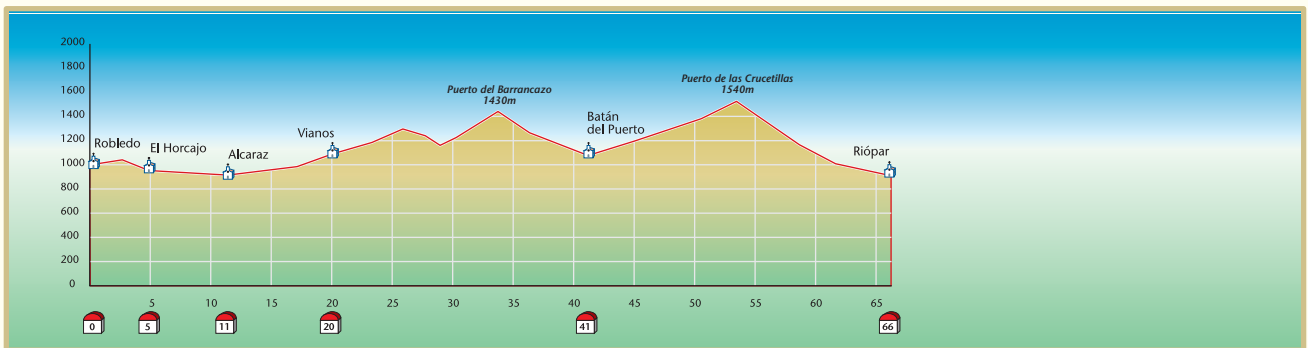 2000
1800
1600
1400
1200
1000
800
600
400
200
0
Robledo
El Horcajo
Alcaraz
Vianos
Puerto del Barrancazo
1430m
Batán
del Puerto
Puerto de las Crucetillas
1540m
Riópar
5 10 15 20 25 30 35 40 45 50 55 60 65
0 5 11 20 41 66